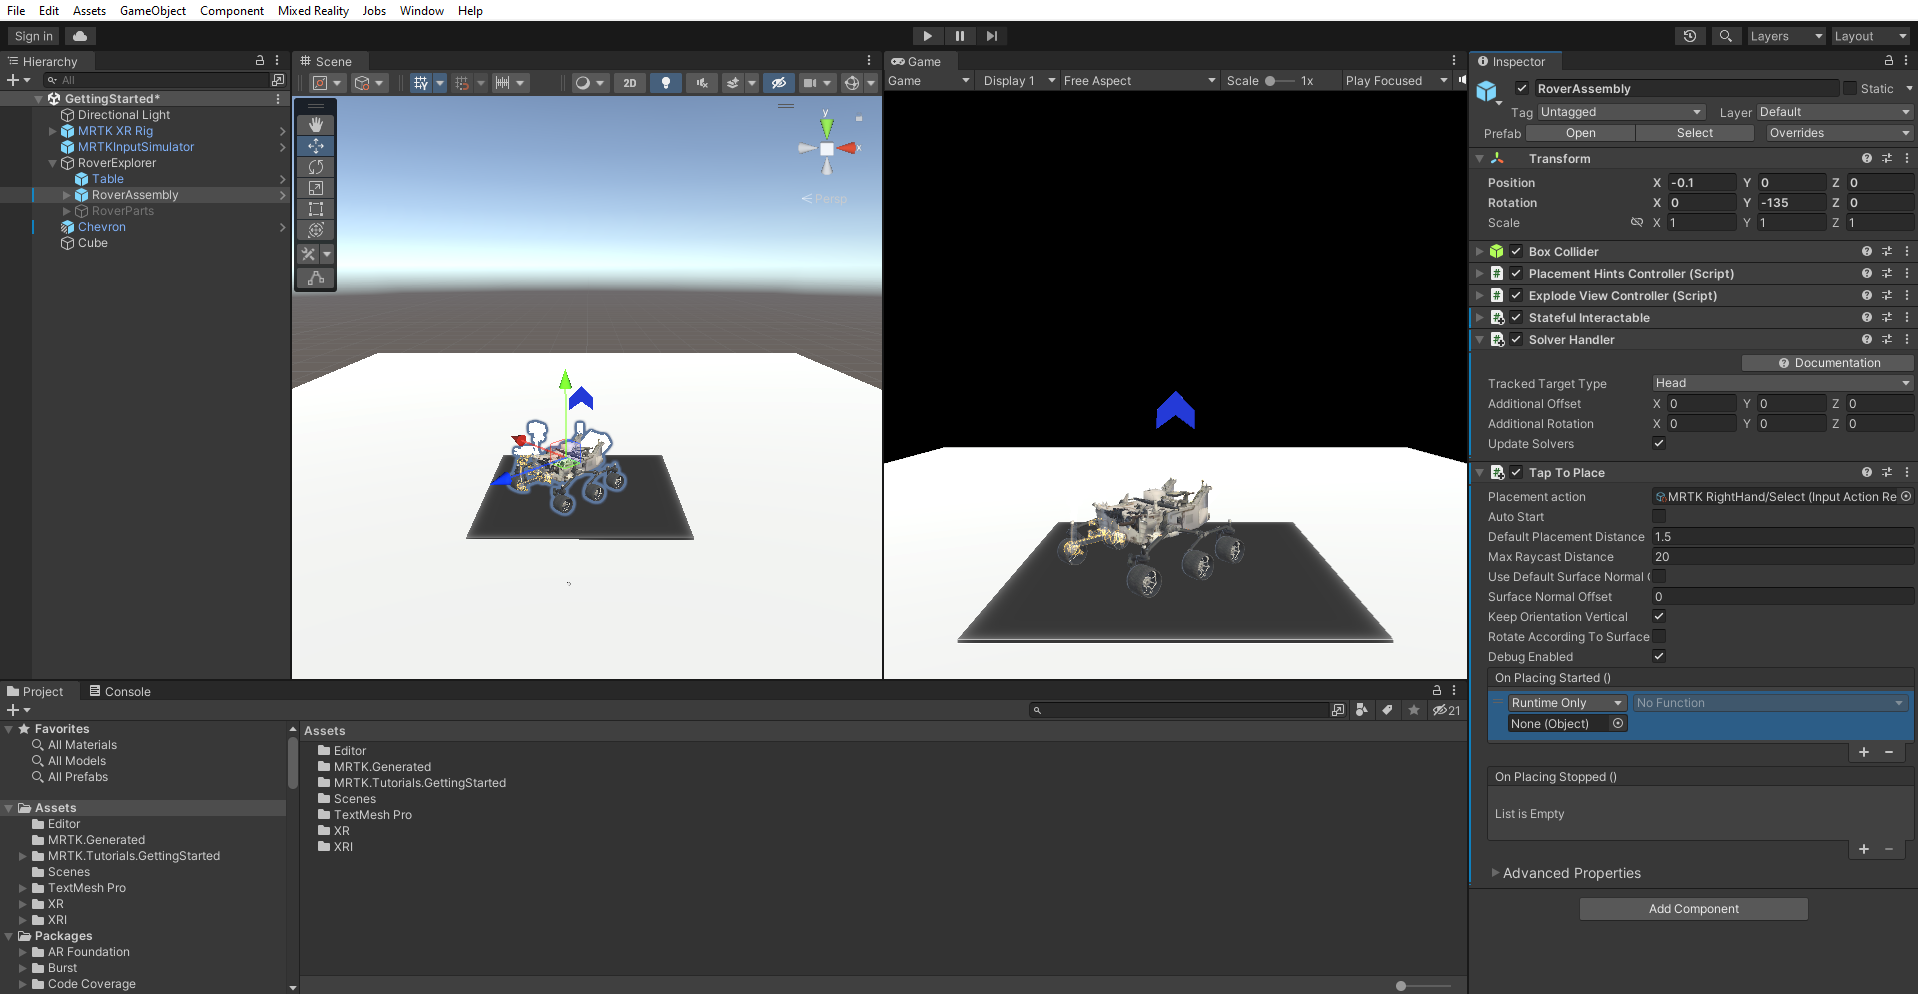 File Edit Assets GameObject Component Mixed Reality Jobs Window Help
Sign in
Layers Layout
Hierarchy
All
GettingStarted*
Directional Light
MRTK XR Rig
MRTKInputSimulator
RoverExplorer
Table
RoverAssembly
RoverParts
Chevron
Cube
Scene
2D
y
x
Persp
Game
Game Display 1 Free Aspect Scale 1x Play Focused
Inspector
RoverAssembly Static
Tag Untagged Layer Default
Prefab Open Select Overrides
Transform
Position X -0.1 Y 0 Z 0
Rotation X 0 Y -135 Z 0
Scale X 1 Y 1 Z 1
Box Collider
Placement Hints Controller (Script)
Explode View Controller (Script)
Stateful Interactable
Solver Handler
Documentation
Tracked Target Type Head
Additional Offset X 0 Y 0 Z 0
Additional Rotation X 0 Y 0 Z 0
Update Solvers
Tap To Place
Placement action MRTK RightHand/Select (Input Action Re
Auto Start
Default Placement Distance 1.5
Max Raycast Distance 20
Use Default Surface Normal
Surface Normal Offset 0
Keep Orientation Vertical
Rotate According To Surface
Debug Enabled
On Placing Started ()
Runtime Only No Function
None (Object)
On Placing Stopped ()
List is Empty
Advanced Properties
Add Component
Project Console
21
Favorites
All Materials
All Models
All Prefabs
Assets
Editor
MRTK.Generated
MRTK.Tutorials.GettingStarted
Scenes
TextMesh Pro
XR
XRI
Packages
AR Foundation
Burst
Code Coverage
Assets
Editor
MRTK.Generated
MRTK.Tutorials.GettingStarted
Scenes
TextMesh Pro
XR
XRI